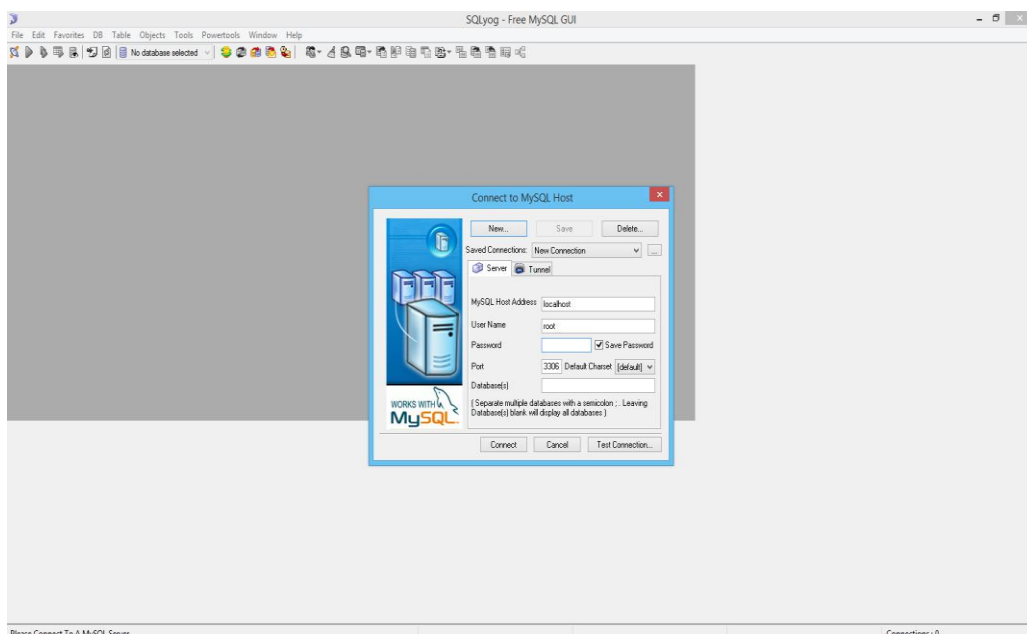 SQLyog - Free MySQL GUI
File Edit Favorites DB Table Objects Tools Powertools Window Help
No database selected
Connect to MySQL Host
New... Save Delete...
Saved Connections: New Connection ...
Server Tunnel
MySQL Host Address localhost
User Name root
Password Save Password
Port 3306 Default Charset [default]
Database(s)
( Separate multiple databases with a semicolon ; . Leaving
Database(s) blank will display all databases )
WORKS WITH
MySQL.
Connect Cancel Test Connection...
Please Connect To A MySQL Server Connections : 0